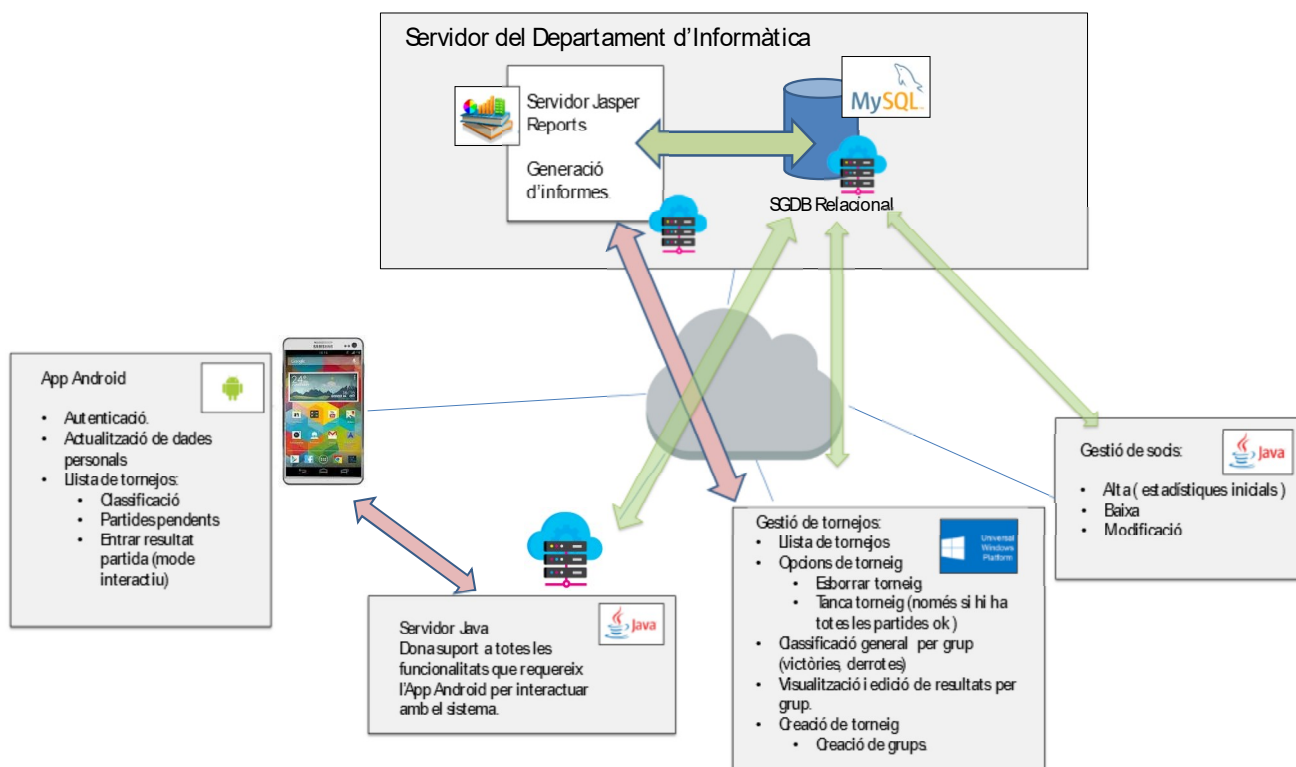 Servidor del Departament d'Informàtica
Servidor Jasper
Reports
Generació
d'informes.
MySQL
SGDB Relacional
App Android
• Autenticació.
• Actualització de dades
personals
• Llista de tornejos:
• Classificació
• Partides pendents
• Entrar resultat
partida (mode
interactiu)
SAMSUNG
Google
24°
Servidor Java
Dona suport a totes les
funcionalitats que requereix
l'App Android per interactuar
amb el sistema.
Java
Gestió de tornejos:
• Llista de tornejos
• Opcions de torneig
• Esborrar torneig
• Tanca torneig (només si hi ha
totes les partides ok )
• Classificació general per grup
(victòries, derrotes)
• Visualització i edició de resultats per
grup.
• Creació de torneig
• Creació de grups.
Universal
Windows
Platform
Gestió de socis:
• Alta ( estadístiques inicials )
• Baixa
• Modificació
Java